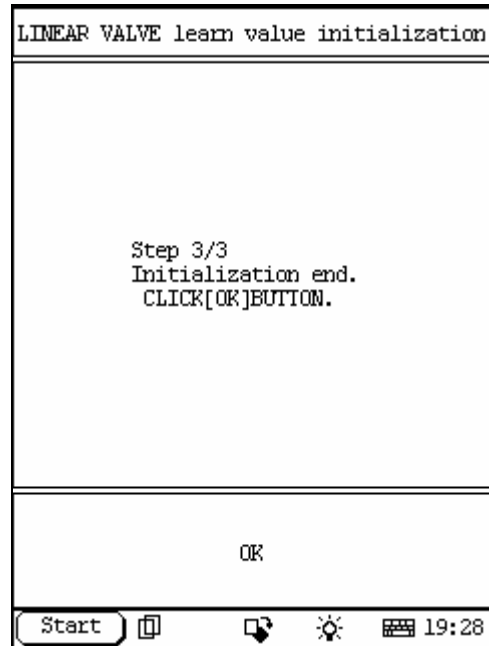 LINEAR VALVE learn value initialization
Step 3/3
Initialization end.
CLICK[OK]BUTTON.
OK
Start 19:28